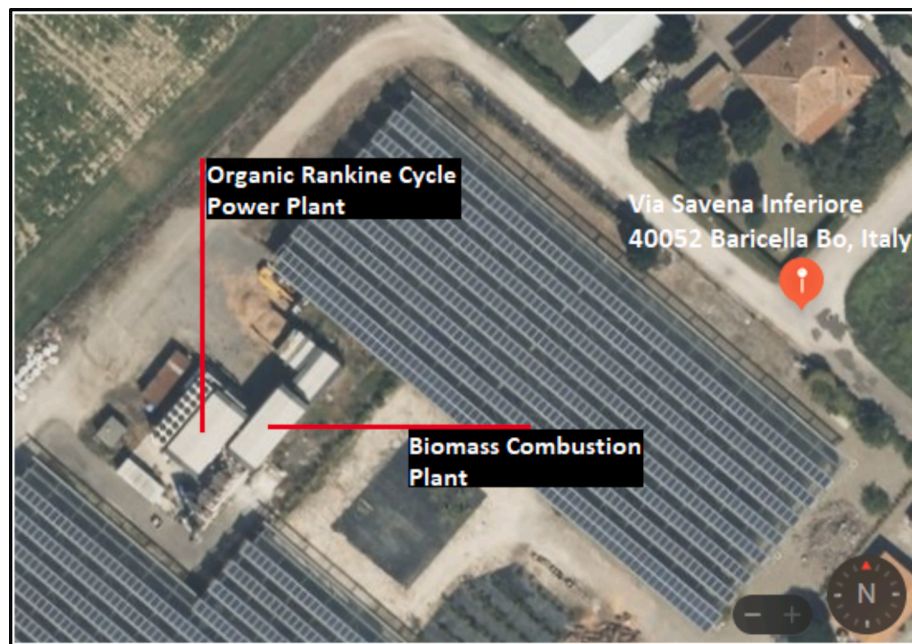 Organic Rankine Cycle
Power Plant
Via Savena Inferiore
40052 Baricella Bo, Italy
Biomass Combustion
Plant
N
− +